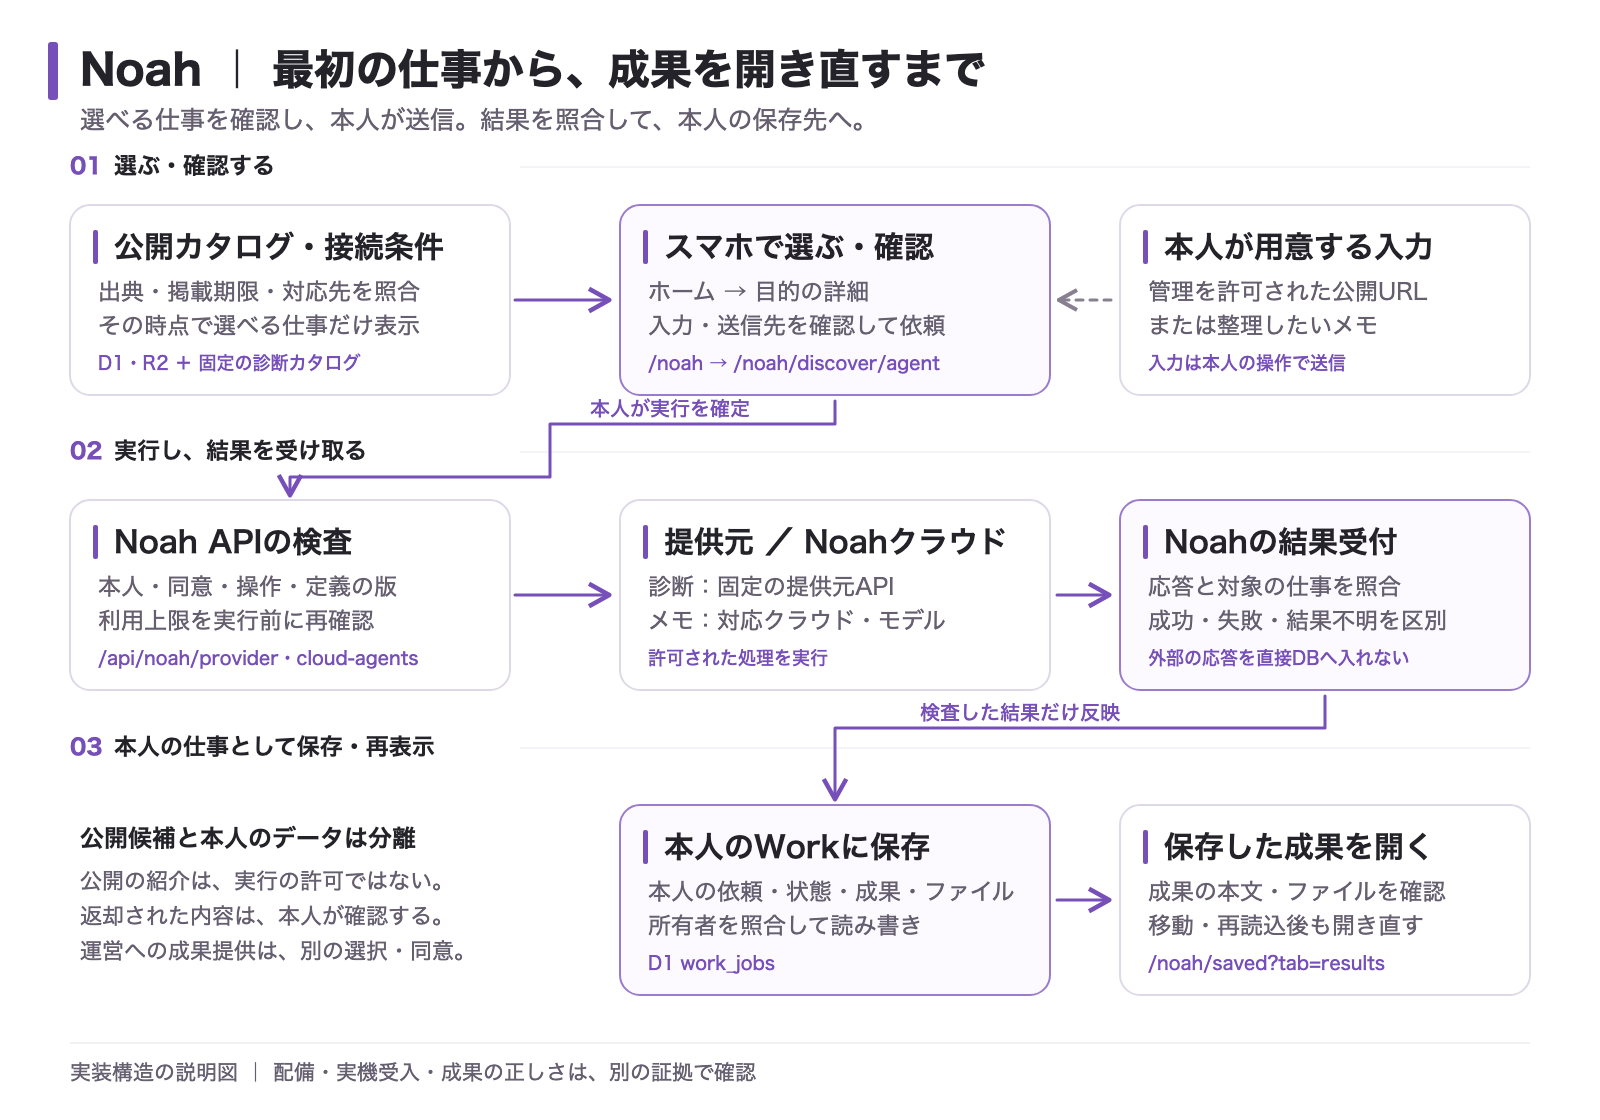 Noah ｜ 最初の仕事から、成果を開き直すまで
選べる仕事を確認し、本人が送信。結果を照合して、本人の保存先へ。
01 選ぶ・確認する
公開カタログ・接続条件
出典・掲載期限・対応先を照合
その時点で選べる仕事だけ表示
D1・R2 ＋ 固定の診断カタログ
スマホで選ぶ・確認
ホーム → 目的の詳細
入力・送信先を確認して依頼
/noah → /noah/discover/agent
本人が用意する入力
管理を許可された公開URL
または整理したいメモ
入力は本人の操作で送信
本人が実行を確定
02 実行し、結果を受け取る
Noah APIの検査
本人・同意・操作・定義の版
利用上限を実行前に再確認
/api/noah/provider・cloud-agents
提供元 ／ Noahクラウド
診断：固定の提供元API
メモ：対応クラウド・モデル
許可された処理を実行
Noahの結果受付
応答と対象の仕事を照合
成功・失敗・結果不明を区別
外部の応答を直接DBへ入れない
検査した結果だけ反映
03 本人の仕事として保存・再表示
公開候補と本人のデータは分離
公開の紹介は、実行の許可ではない。
返却された内容は、本人が確認する。
運営への成果提供は、別の選択・同意。
本人のWorkに保存
本人の依頼・状態・成果・ファイル
所有者を照合して読み書き
D1 work_jobs
保存した成果を開く
成果の本文・ファイルを確認
移動・再読込後も開き直す
/noah/saved?tab=results
実装構造の説明図 ｜ 配備・実機受入・成果の正しさは、別の証拠で確認